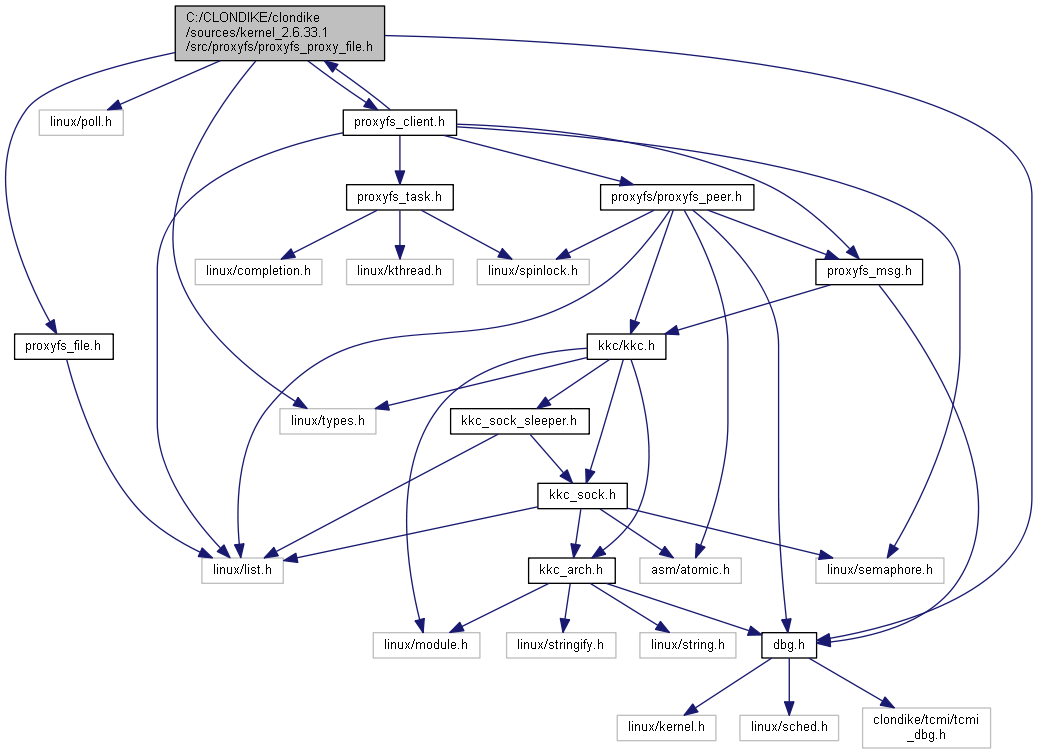 C:/CLONDIKE/clondike
/sources/kernel_2.6.33.1
/src/proxyfs/proxyfs_proxy_file.h
linux/poll.h
proxyfs_client.h
proxyfs_task.h
proxyfs/proxyfs_peer.h
linux/completion.h
linux/kthread.h
linux/spinlock.h
proxyfs_msg.h
proxyfs_file.h
kkc/kkc.h
linux/types.h
kkc_sock_sleeper.h
kkc_sock.h
linux/list.h
kkc_arch.h
asm/atomic.h
linux/semaphore.h
linux/module.h
linux/stringify.h
linux/string.h
dbg.h
linux/kernel.h
linux/sched.h
clondike/tcmi/tcmi
_dbg.h